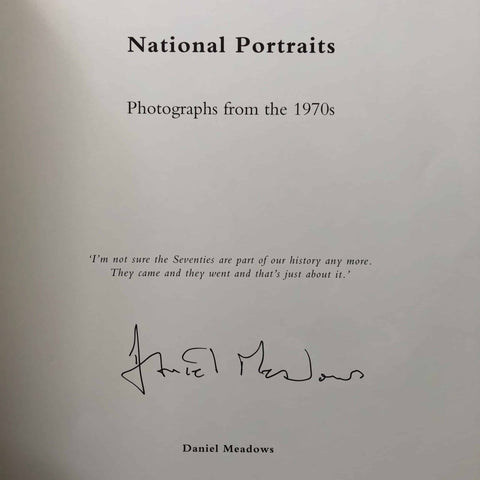 National Portraits
Photographs from the 1970s
'I'm not sure the Seventies are part of our history any more.
They came and they went and that's just about it.'
Daniel Meadows
Daniel Meadows